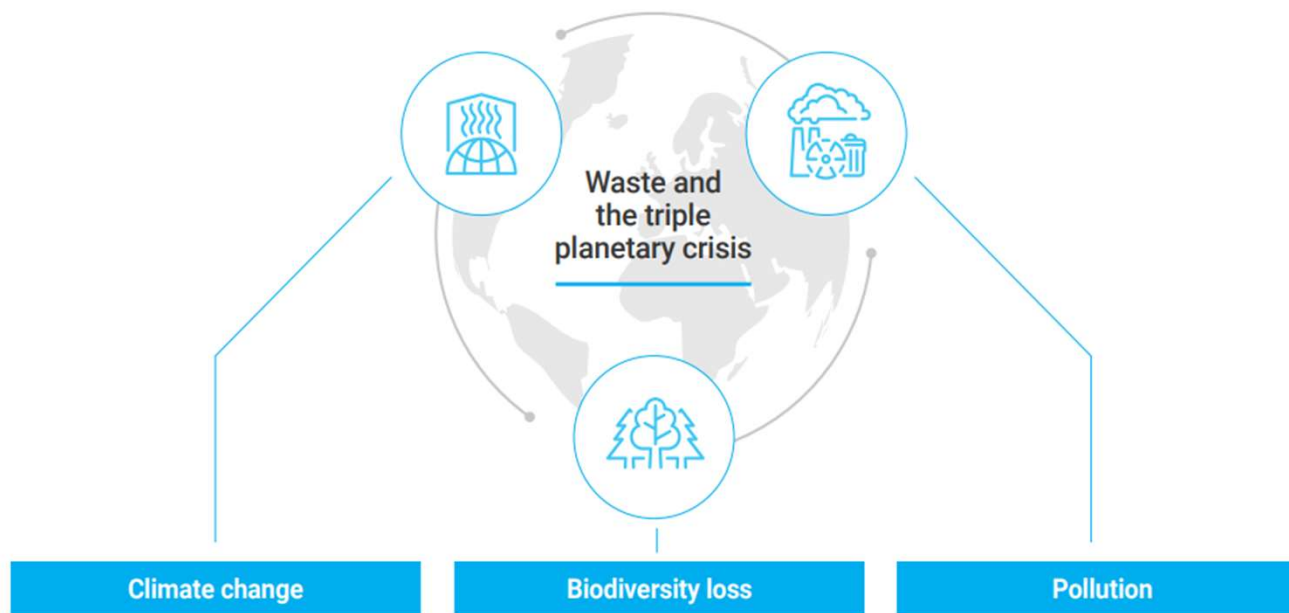 Waste and
the triple
planetary crisis
Climate change
Biodiversity loss
Pollution